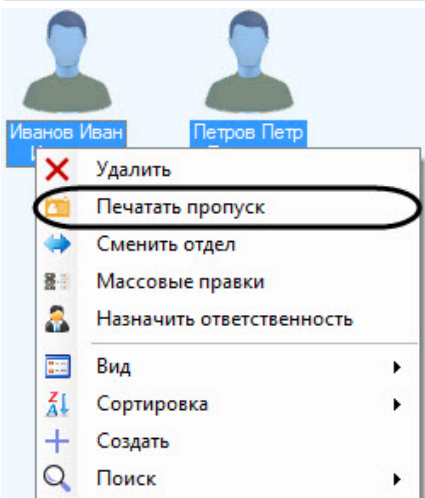 Иванов Иван
Петров Петр
Удалить
Печатать пропуск
Сменить отдел
Массовые правки
Назначить ответственность
Вид
Сортировка
Создать
Поиск